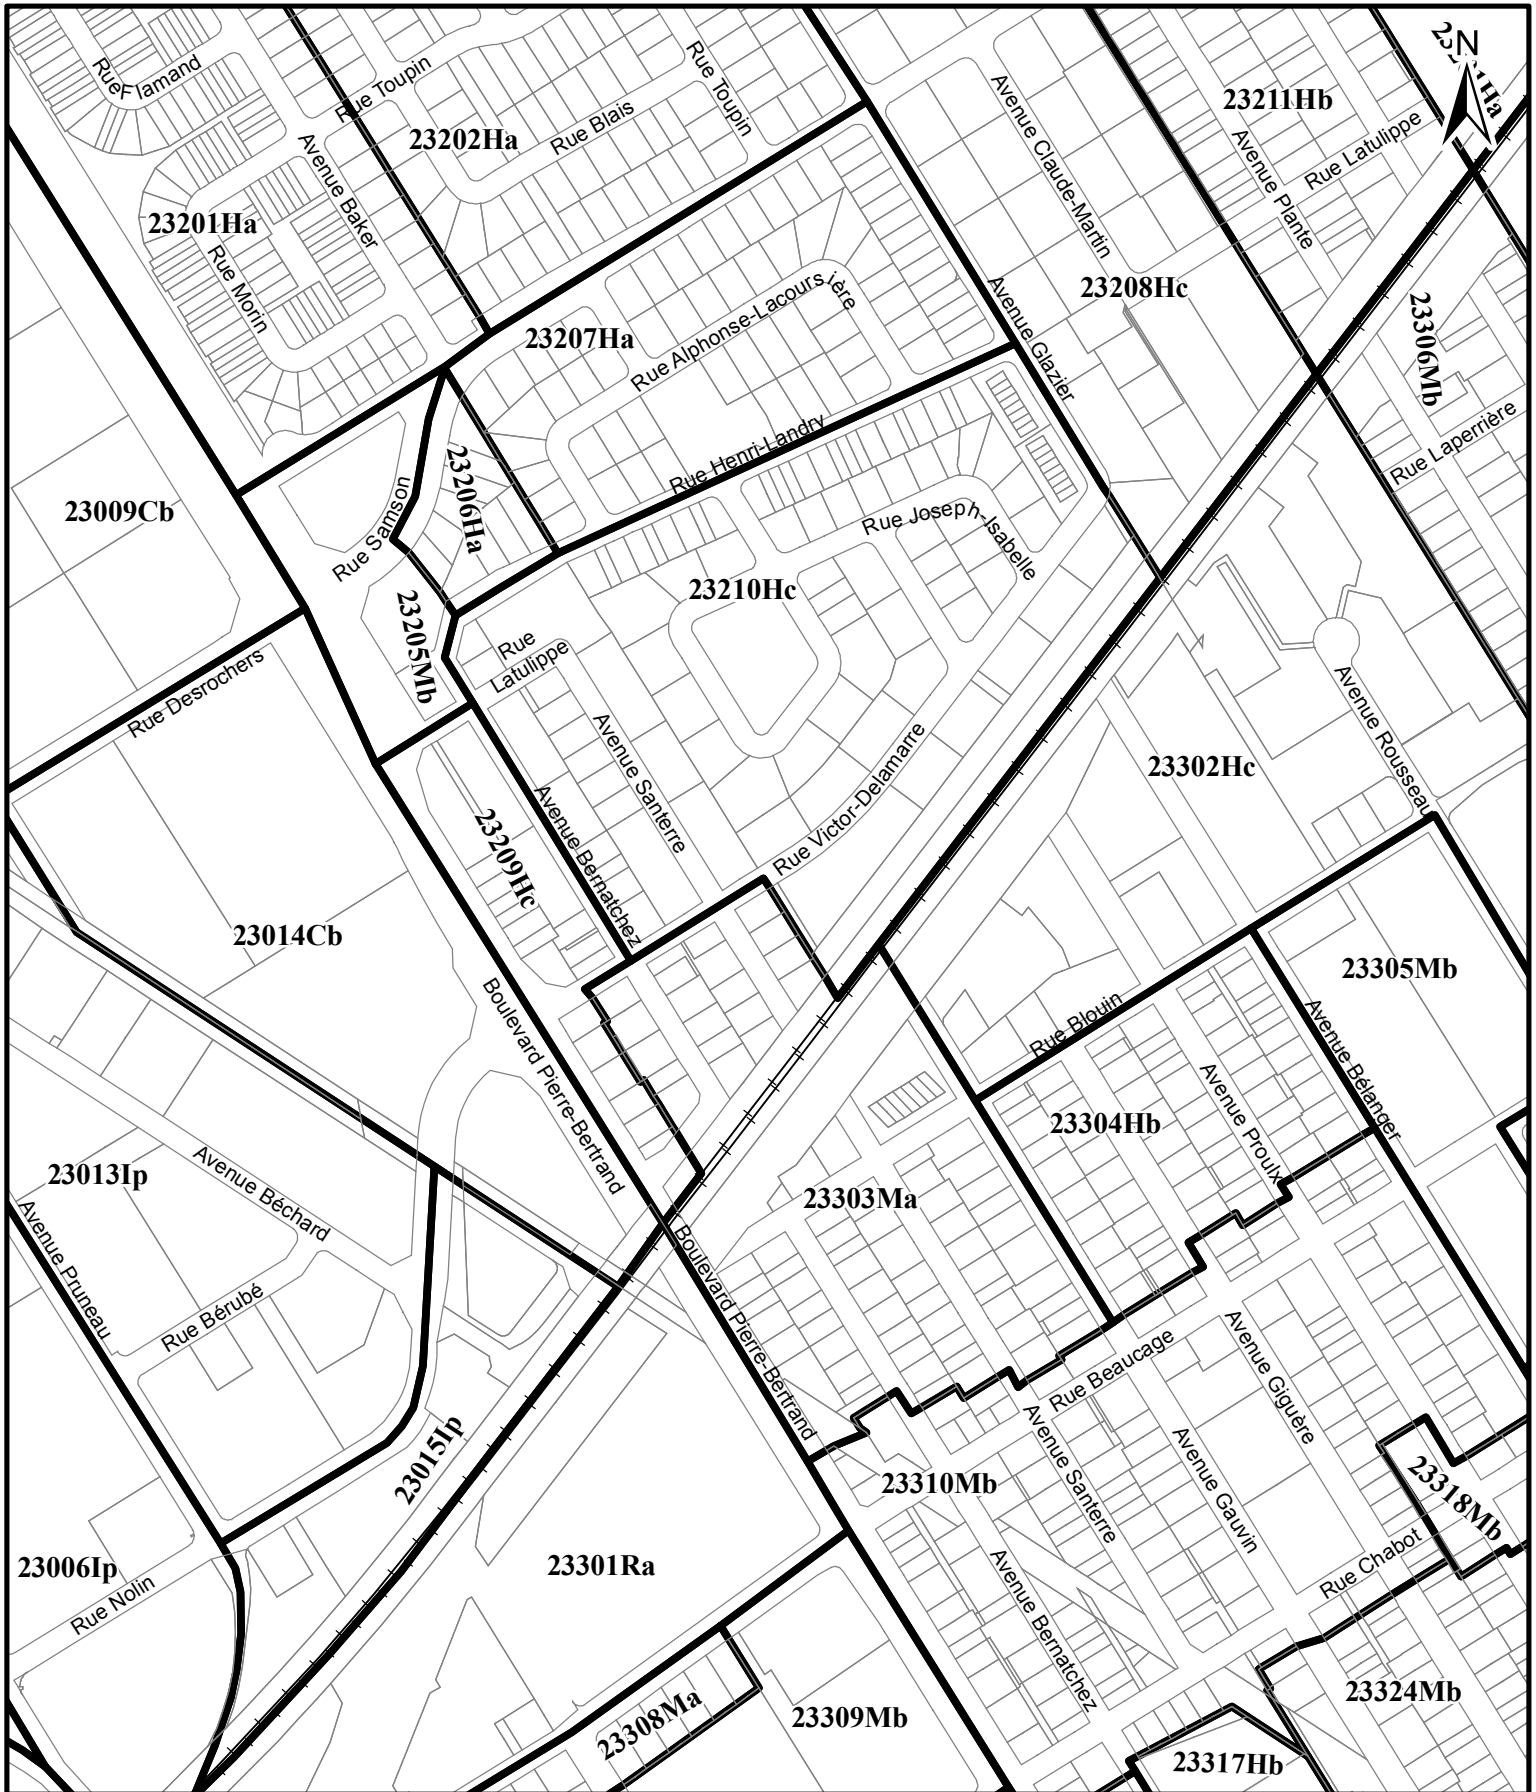 N
RueFlamand
Rue Toupin
Rue Toupin
23211Hb
23202Ha
Rue Blais
Avenue Claude-Martin
Avenue Plante
Rue Latulippe
Avenue Baker
23201Ha
Rue Morin
23207Ha
Rue Alphonse-Lacoursière
Avenue Glazier
23208Hc
23306Mb
Rue Laperrière
23206Ha
Rue Henri-Landry
23009Cb
Rue Samson
Rue Joseph-Isabelle
23210Hc
23205Mb
Rue
Latulippe
Rue Desrochers
Avenue Santerre
Avenue Rousseau
23302Hc
Rue Victor-Delamarre
23209Hc
Avenue Bernatchez
23014Cb
23305Mb
Boulevard Pierre-Bertrand
Rue Blouin
Avenue Bélanger
23304Hb
Avenue Proulx
23013Ip
Avenue Béchard
23303Ma
Avenue Pruneau
Rue Bérubé
Boulevard Pierre-Bertrand
Rue Beaucage
Avenue Giguère
23015Ip
Avenue Santerre
Avenue Gauvin
23310Mb
23318Mb
23006Ip
Rue Nolin
23301Ra
Avenue Bernatchez
Rue Chabot
23308Ma
23309Mb
23324Mb
23317Hb